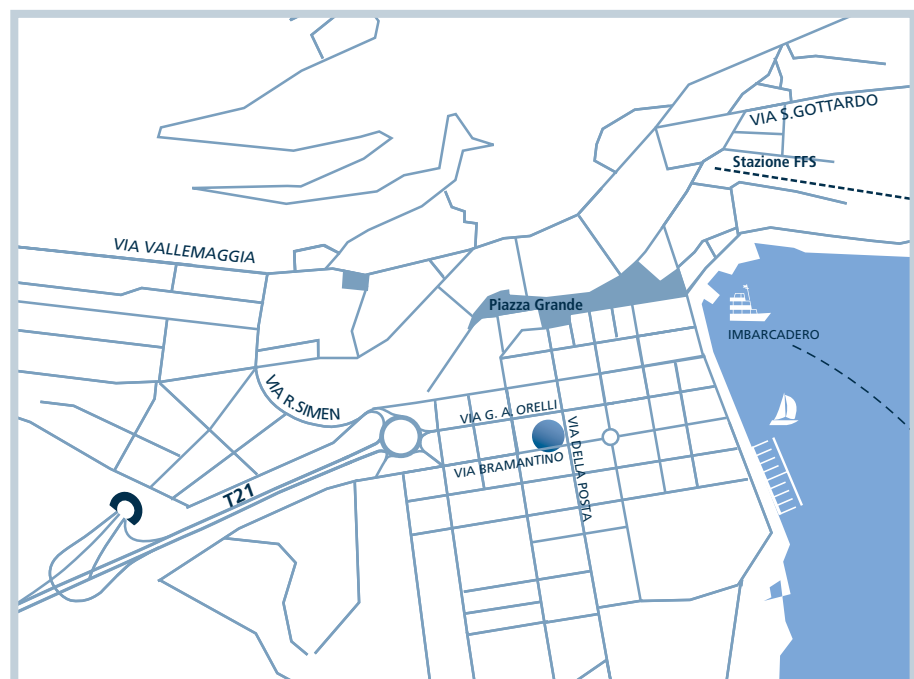 VIA S.GOTTARDO
Stazione FFS
VIA VALLEMAGGIA
Piazza Grande
IMBARCADERO
VIA R.SIMEN
VIA G. A. ORELLI
VIA DELLA POSTA
VIA BRAMANTINO
T21